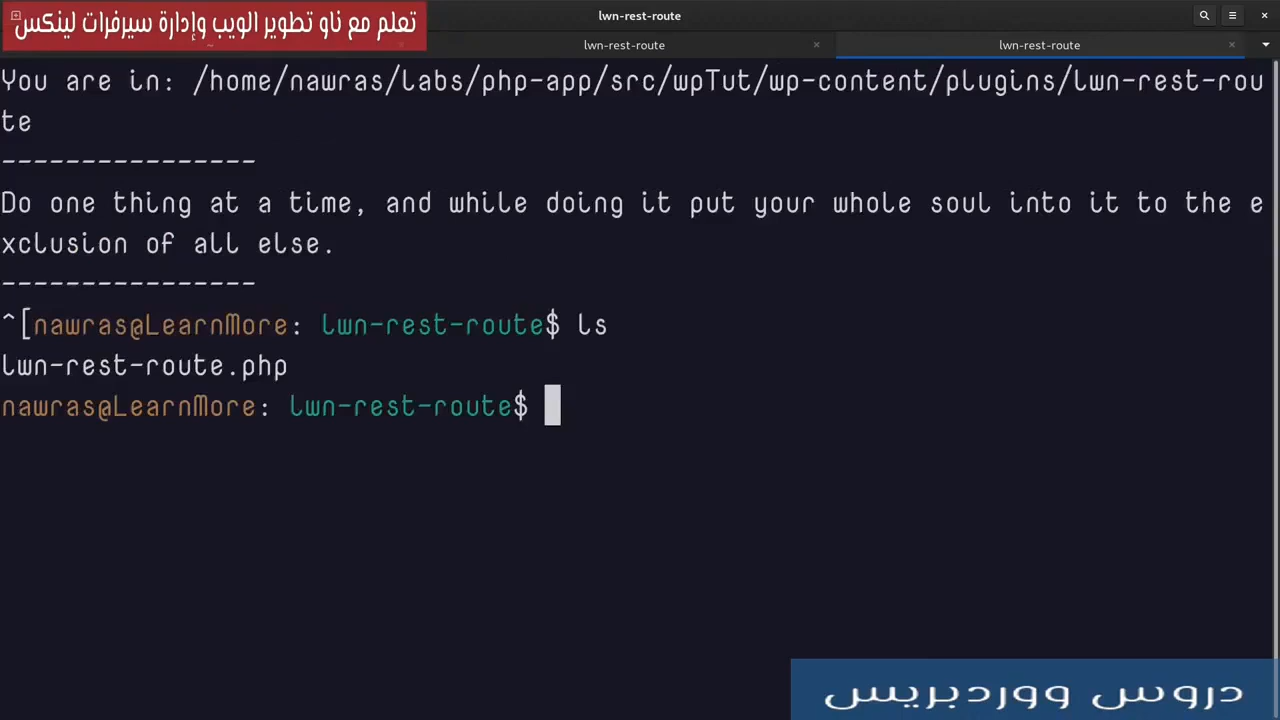 lwn-rest-route
تعلم مع ناو تطوير الويب وإدارة سيرفرات لينكس
lwn-rest-route
lwn-rest-route
You are in: /home/nawras/labs/php-app/src/wpTut/wp-content/plugins/lwn-rest-rou
te
----------------
Do one thing at a time, and while doing it put your whole soul into it to the e
xclusion of all else.
----------------
^[nawras@LearnMore: lwn-rest-route$ ls
lwn-rest-route.php
nawras@LearnMore: lwn-rest-route$
دروس ووردبريس